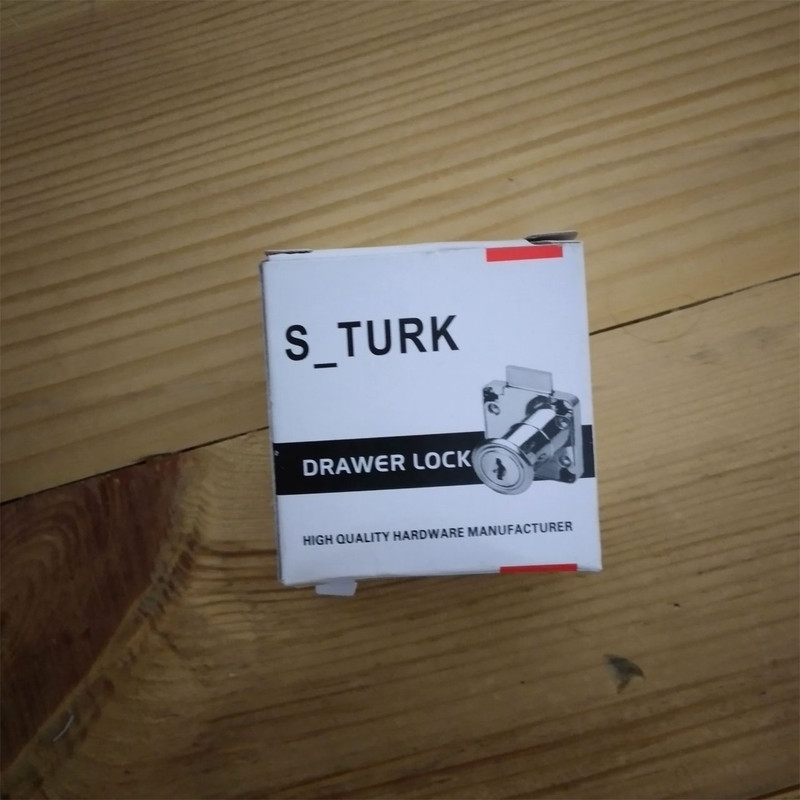 S_TURK
DRAWER LOCK
HIGH QUALITY HARDWARE MANUFACTURER